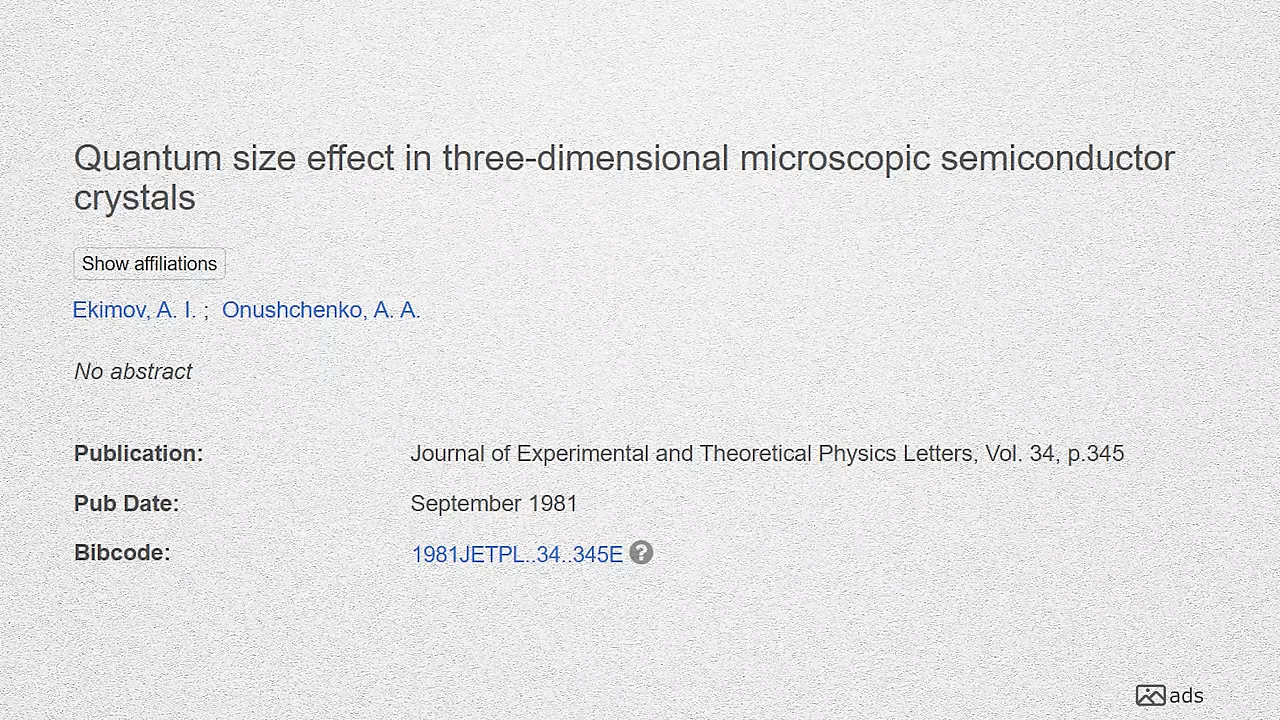 Quantum size effect in three-dimensional microscopic semiconductor
crystals
Show affiliations
Ekimov, A. I. ; Onushchenko, A. A.
No abstract
Publication: Journal of Experimental and Theoretical Physics Letters, Vol. 34, p.345
Pub Date: September 1981
Bibcode: 1981JETPL..34..345E ?
ads